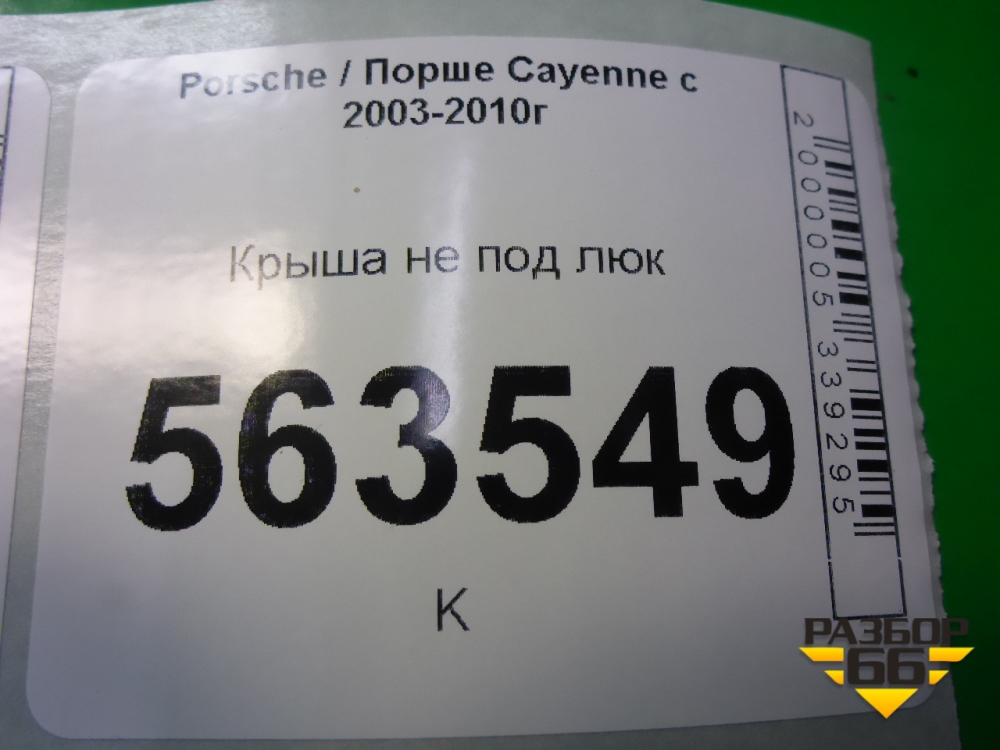 Porsche / Порше Cayenne с
2003-2010г
Крыша не под люк
563549
К
2000005339295
РАЗБОР
66